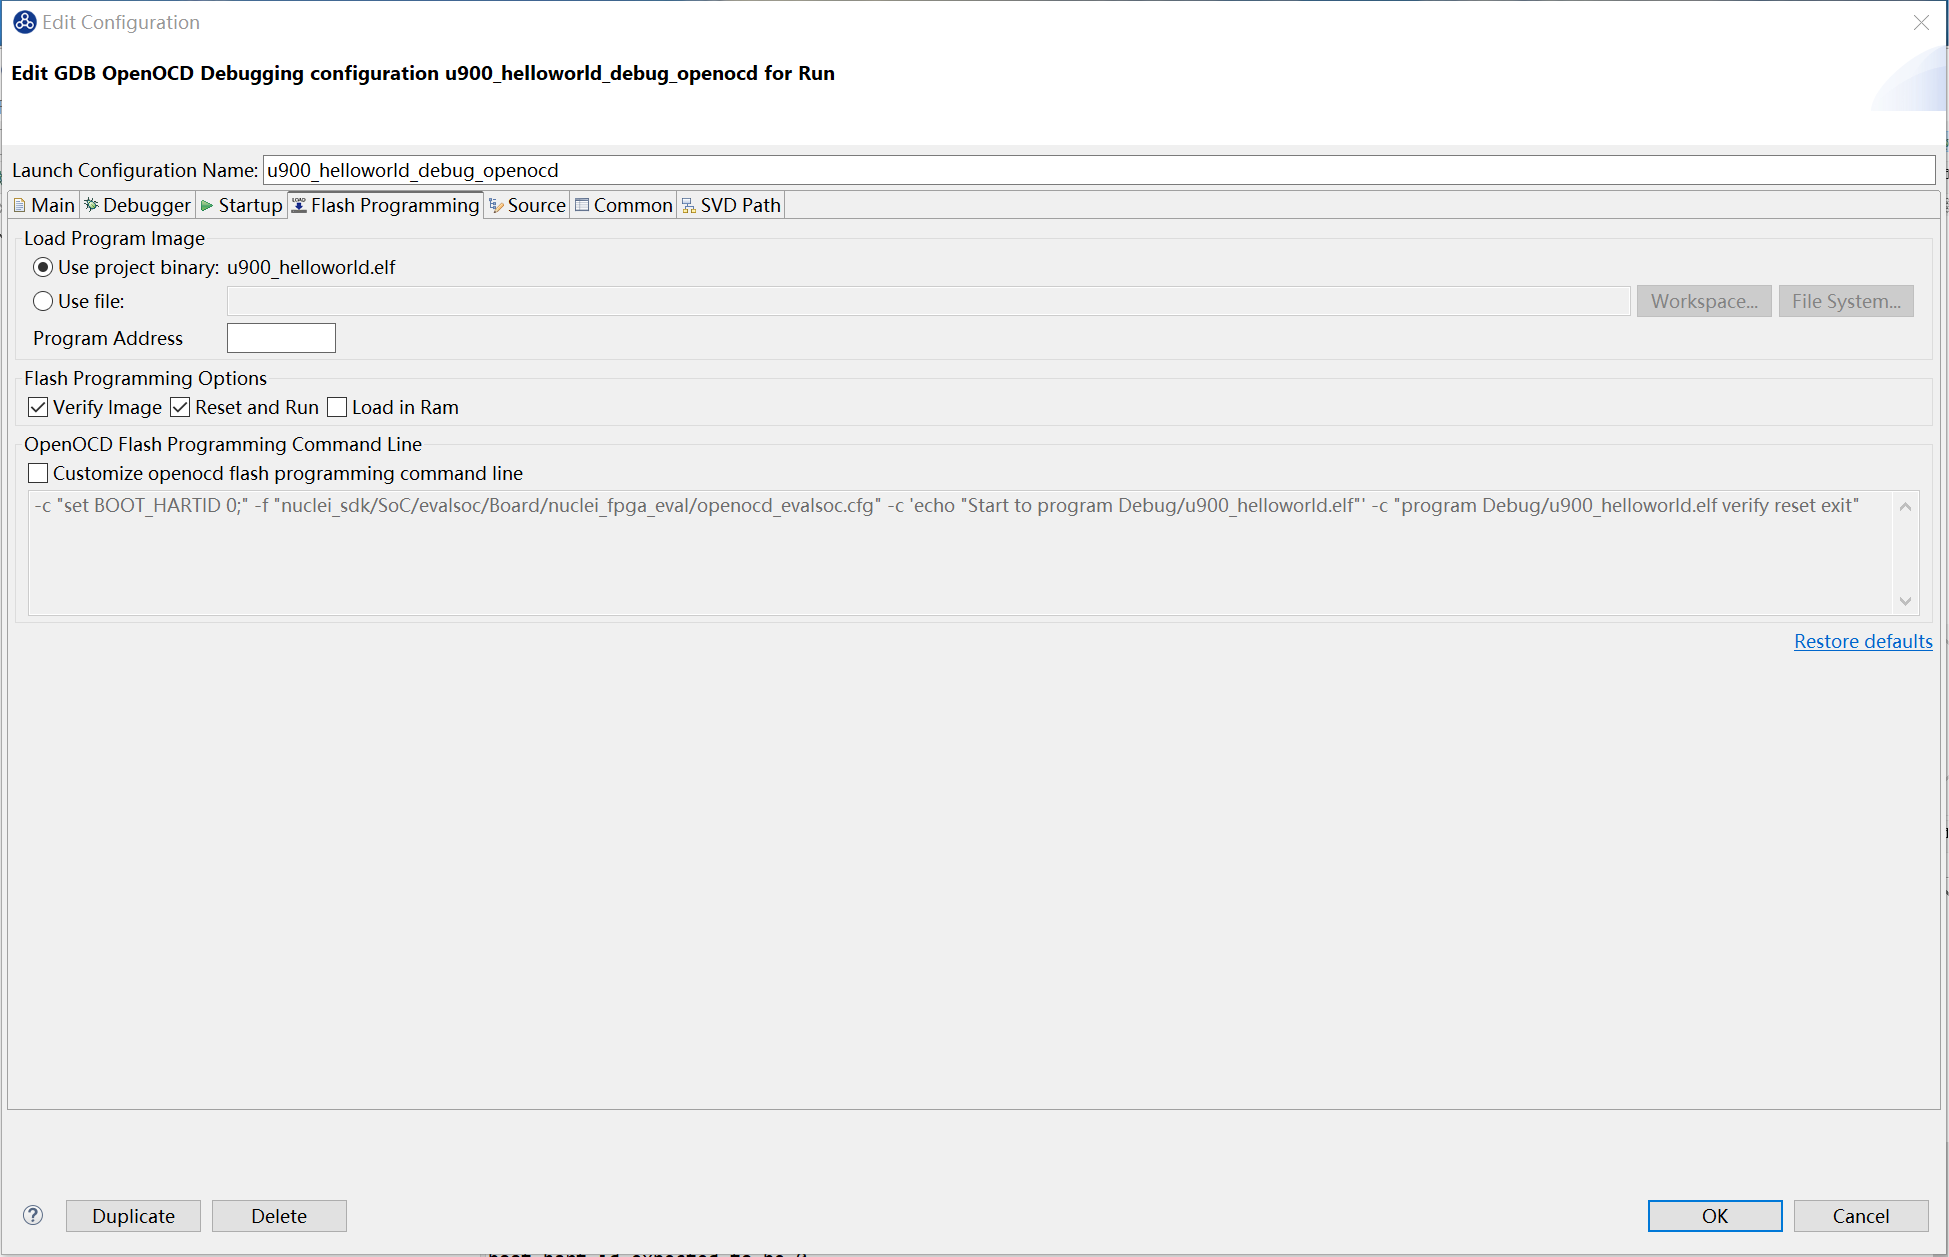 Edit Configuration
Edit GDB OpenOCD Debugging configuration u900_helloworld_debug_openocd for Run
Launch Configuration Name: u900_helloworld_debug_openocd
Main Debugger Startup Flash Programming Source Common SVD Path
Load Program Image
Use project binary: u900_helloworld.elf
Use file: Workspace... File System...
Program Address
Flash Programming Options
Verify Image Reset and Run Load in Ram
OpenOCD Flash Programming Command Line
Customize openocd flash programming command line
-c "set BOOT_HARTID 0;" -f "nuclei_sdk/SoC/evalsoc/Board/nuclei_fpga_eval/openocd_evalsoc.cfg" -c 'echo "Start to program Debug/u900_helloworld.elf"' -c "program Debug/u900_helloworld.elf verify reset exit"
Restore defaults
Duplicate Delete OK Cancel